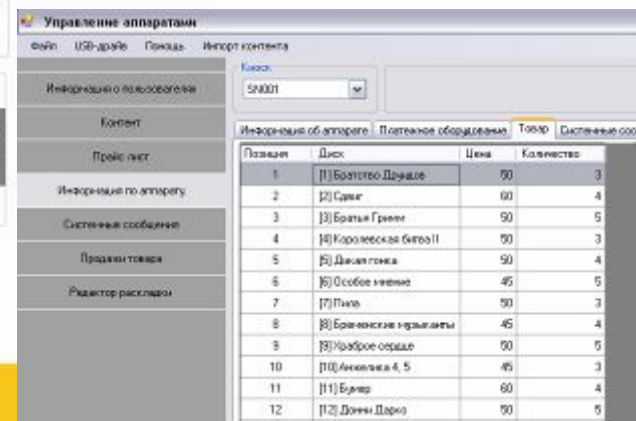 Управление аппаратами
Файл USB-драйв Помощь Импорт контента
Киоск
SN001
Информация о пользователях
Контент
Прайс лист
Информация по аппарату
Системные сообщения
Продажи товара
Редактор раскладки
Информация об аппарате Платежное оборудование Товар Системные соо
Позиция Диск Цена Количество
1 [1] Братство Друидов 50 3
2 [2] Сдвиг 60 4
3 [3] Братья Гримм 50 5
4 [4] Королевская битва II 50 3
5 [5] Дикая гонка 50 4
6 [6] Особое мнение 45 5
7 [7] Пила 50 3
8 [8] Бременские музыканты 45 4
9 [9] Храброе сердце 50 5
10 [10] Анжелика 4, 5 45 3
11 [11] Бумер 60 4
12 [12] Донни Дарко 50 5